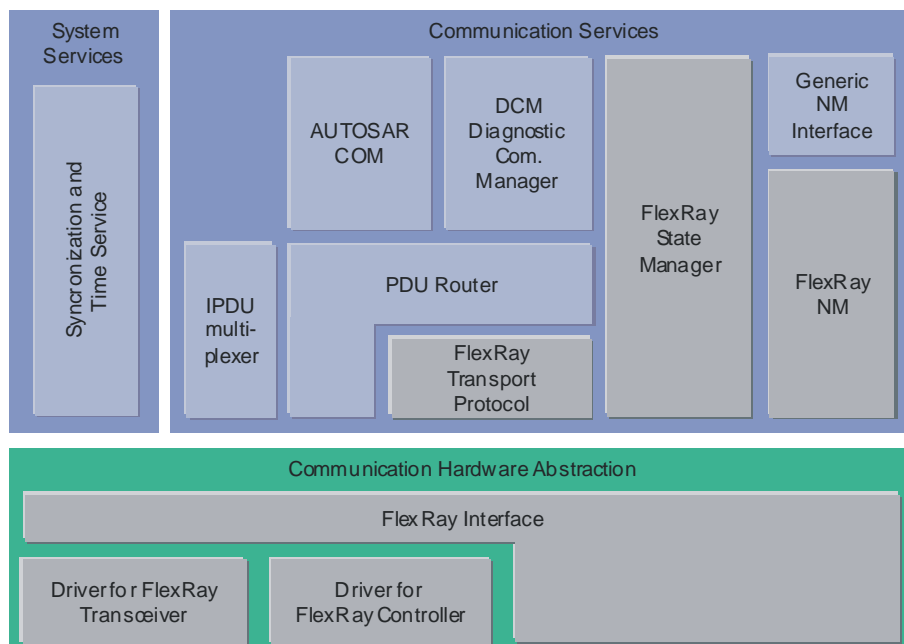 System
Services
Communication Services
Syncronization and
Time Service
AUTOSAR
COM
DCM
Diagnostic
Com.
Manager
FlexRay
State
Manager
Generic
NM
Interface
FlexRay
NM
IPDU
multi-
plexer
PDU Router
FlexRay
Transport
Protocol
Communication Hardware Abstraction
FlexRay Interface
Driver for FlexRay
Transceiver
Driver for
FlexRay Controller